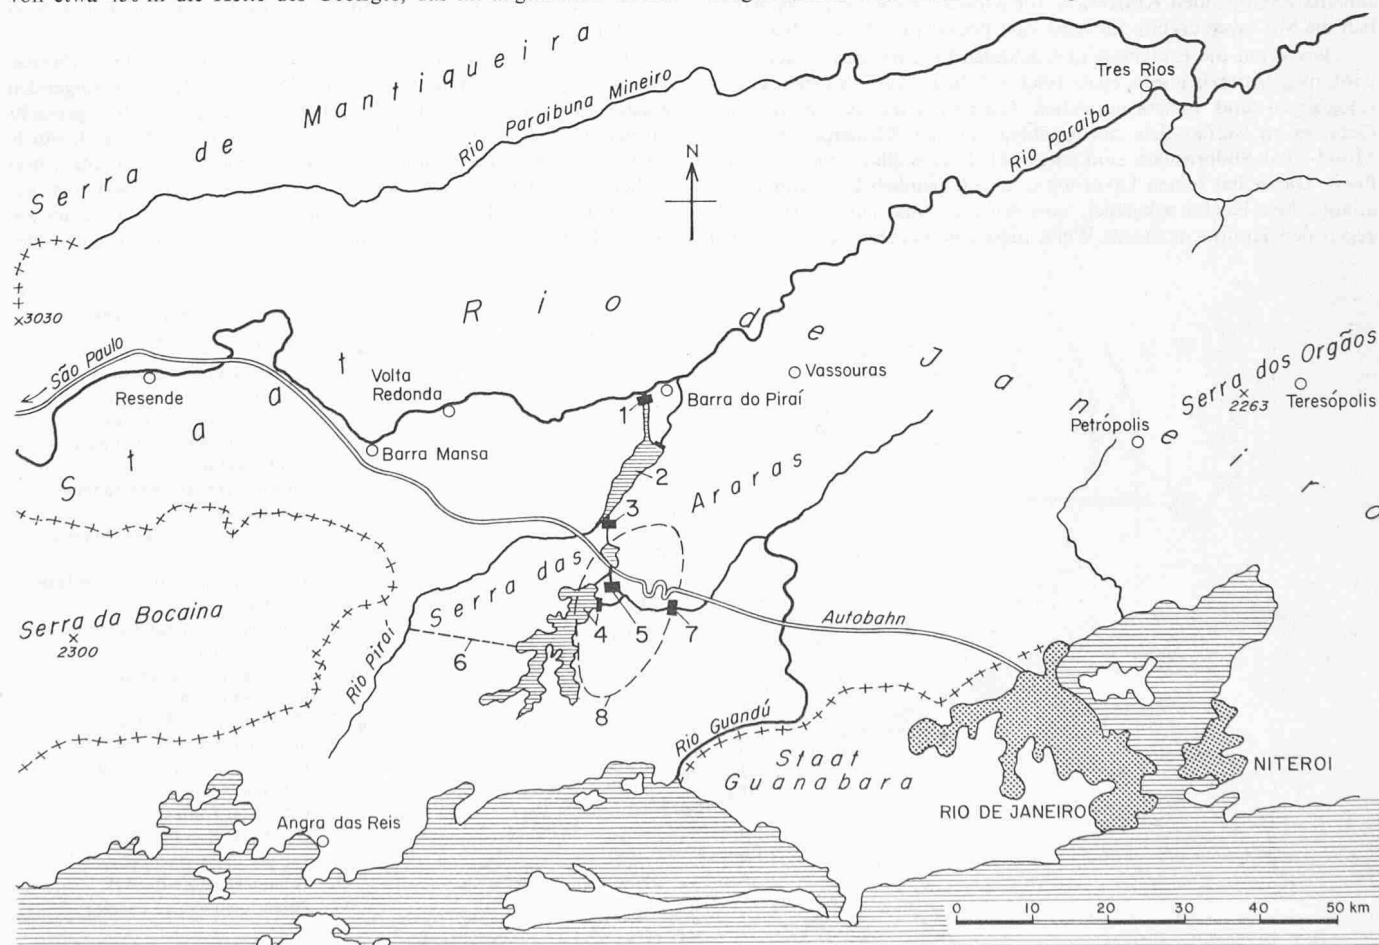 Serra de Mantiqueira
Rio Paraibuna Mineiro
Tres Rios
Rio Paraiba
N
×3030
Rio de Janeiro
Staat
São Paulo
Resende
Volta
Redonda
Barra Mansa
1
Barra do Piraí
Vassouras
Serra dos Orgãos
2263
Teresópolis
Petrópolis
2
3
Serra das Araras
Serra da Bocaina
2300
Rio Piraí
6
4
5
7
8
Autobahn
Rio Guandú
Staat
Guanabara
NITEROI
RIO DE JANEIRO
Angra das Reis
0 10 20 30 40 50 km